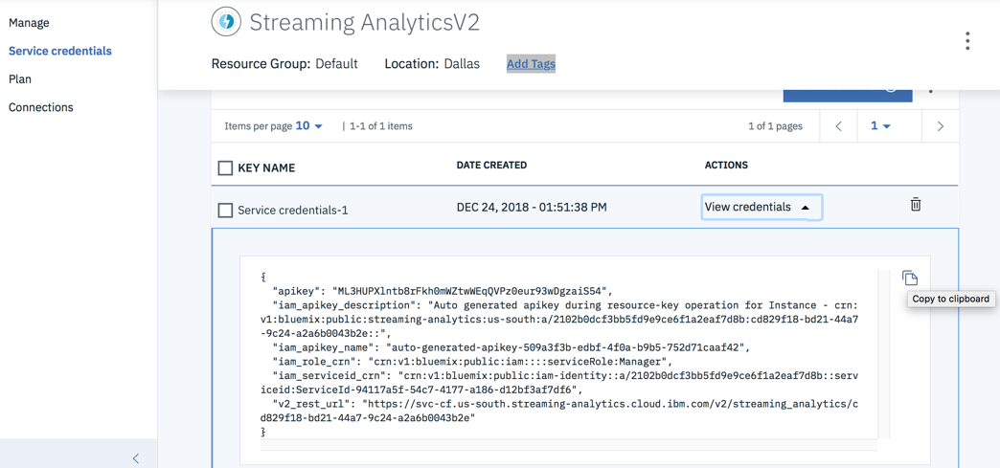 Manage
Service credentials
Plan
Connections
Streaming AnalyticsV2
Resource Group: Default Location: Dallas Add Tags
Items per page 10 | 1-1 of 1 items 1 of 1 pages 1
KEY NAME DATE CREATED ACTIONS
Service credentials-1 DEC 24, 2018 - 01:51:38 PM View credentials
{
"apikey": "ML3HUPXlntb8rFkh0mWZtwWEqQVPz0eur93wDgzaiS54",
"iam_apikey_description": "Auto generated apikey during resource-key operation for Instance - crn:
v1:bluemix:public:streaming-analytics:us-south:a/2102b0dcf3bb5fd9e9ce6f1a2eaf7d8b:cd829f18-bd21-44a7
-9c24-a2a6b0043b2e::",
"iam_apikey_name": "auto-generated-apikey-509a3f3b-edbf-4f0a-b9b5-752d71caaf42",
"iam_role_crn": "crn:v1:bluemix:public:iam::::serviceRole:Manager",
"iam_serviceid_crn": "crn:v1:bluemix:public:iam-identity::a/2102b0dcf3bb5fd9e9ce6f1a2eaf7d8b::serv
iceid:ServiceId-94117a5f-54c7-4177-a186-d12bf3af7df6",
"v2_rest_url": "https://svc-cf.us-south.streaming-analytics.cloud.ibm.com/v2/streaming_analytics/c
d829f18-bd21-44a7-9c24-a2a6b0043b2e"
}
Copy to clipboard